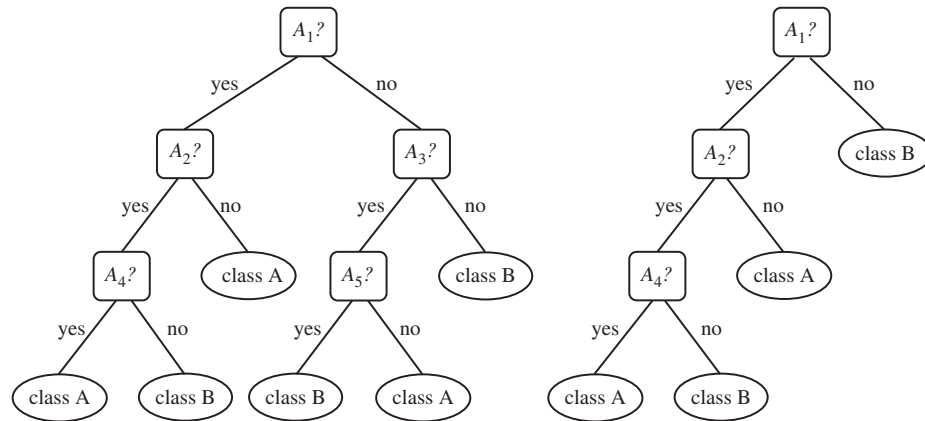 A1? A1?
yes no yes no
A2? A3? A2? class B
yes no yes no yes no
A4? class A A5? class B A4? class A
yes no yes no yes no
class A class B class B class A class A class B